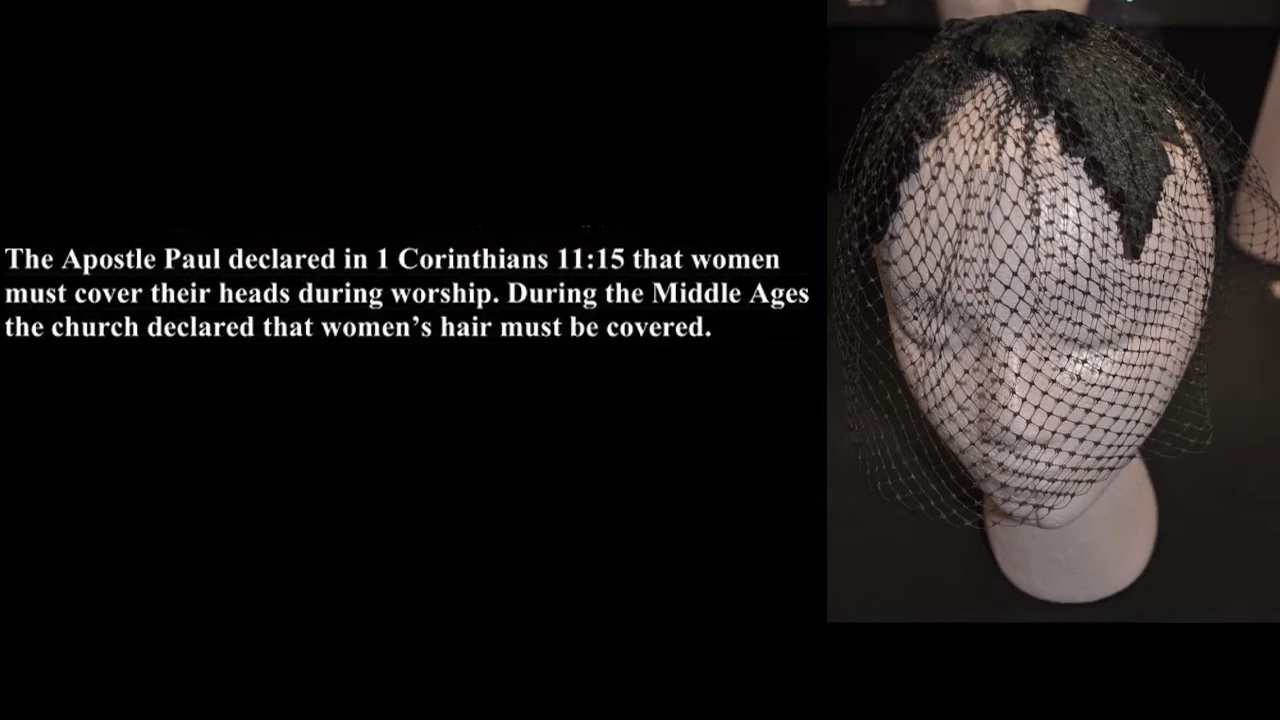 The Apostle Paul declared in 1 Corinthians 11:15 that women
must cover their heads during worship. During the Middle Ages
the church declared that women’s hair must be covered.